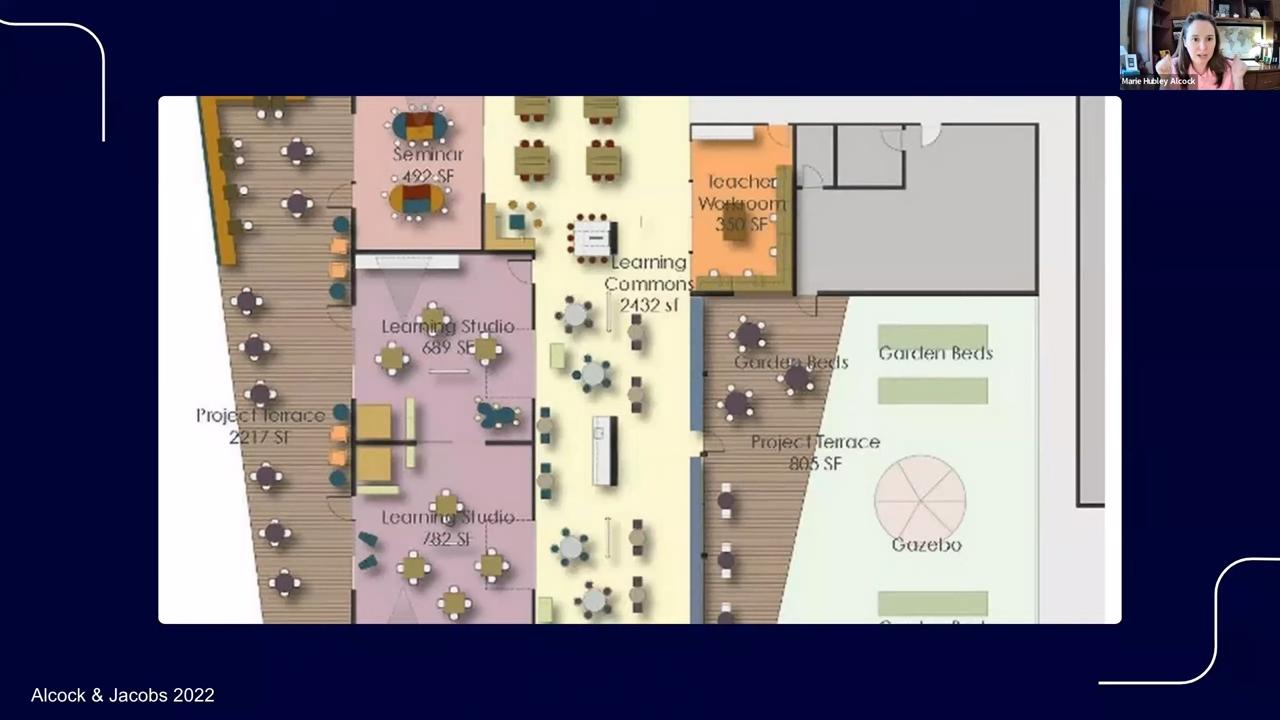 Marie Hubley Alcock
Seminar
492 SF
Teacher
Workroom
350 SF
Learning
Commons
2432 sf
Learning Studio
689 SF
Garden Beds
Garden Beds
Project Terrace
2217 SF
Project Terrace
805 SF
Learning Studio
782 SF
Gazebo
Garden Bed
Alcock & Jacobs 2022